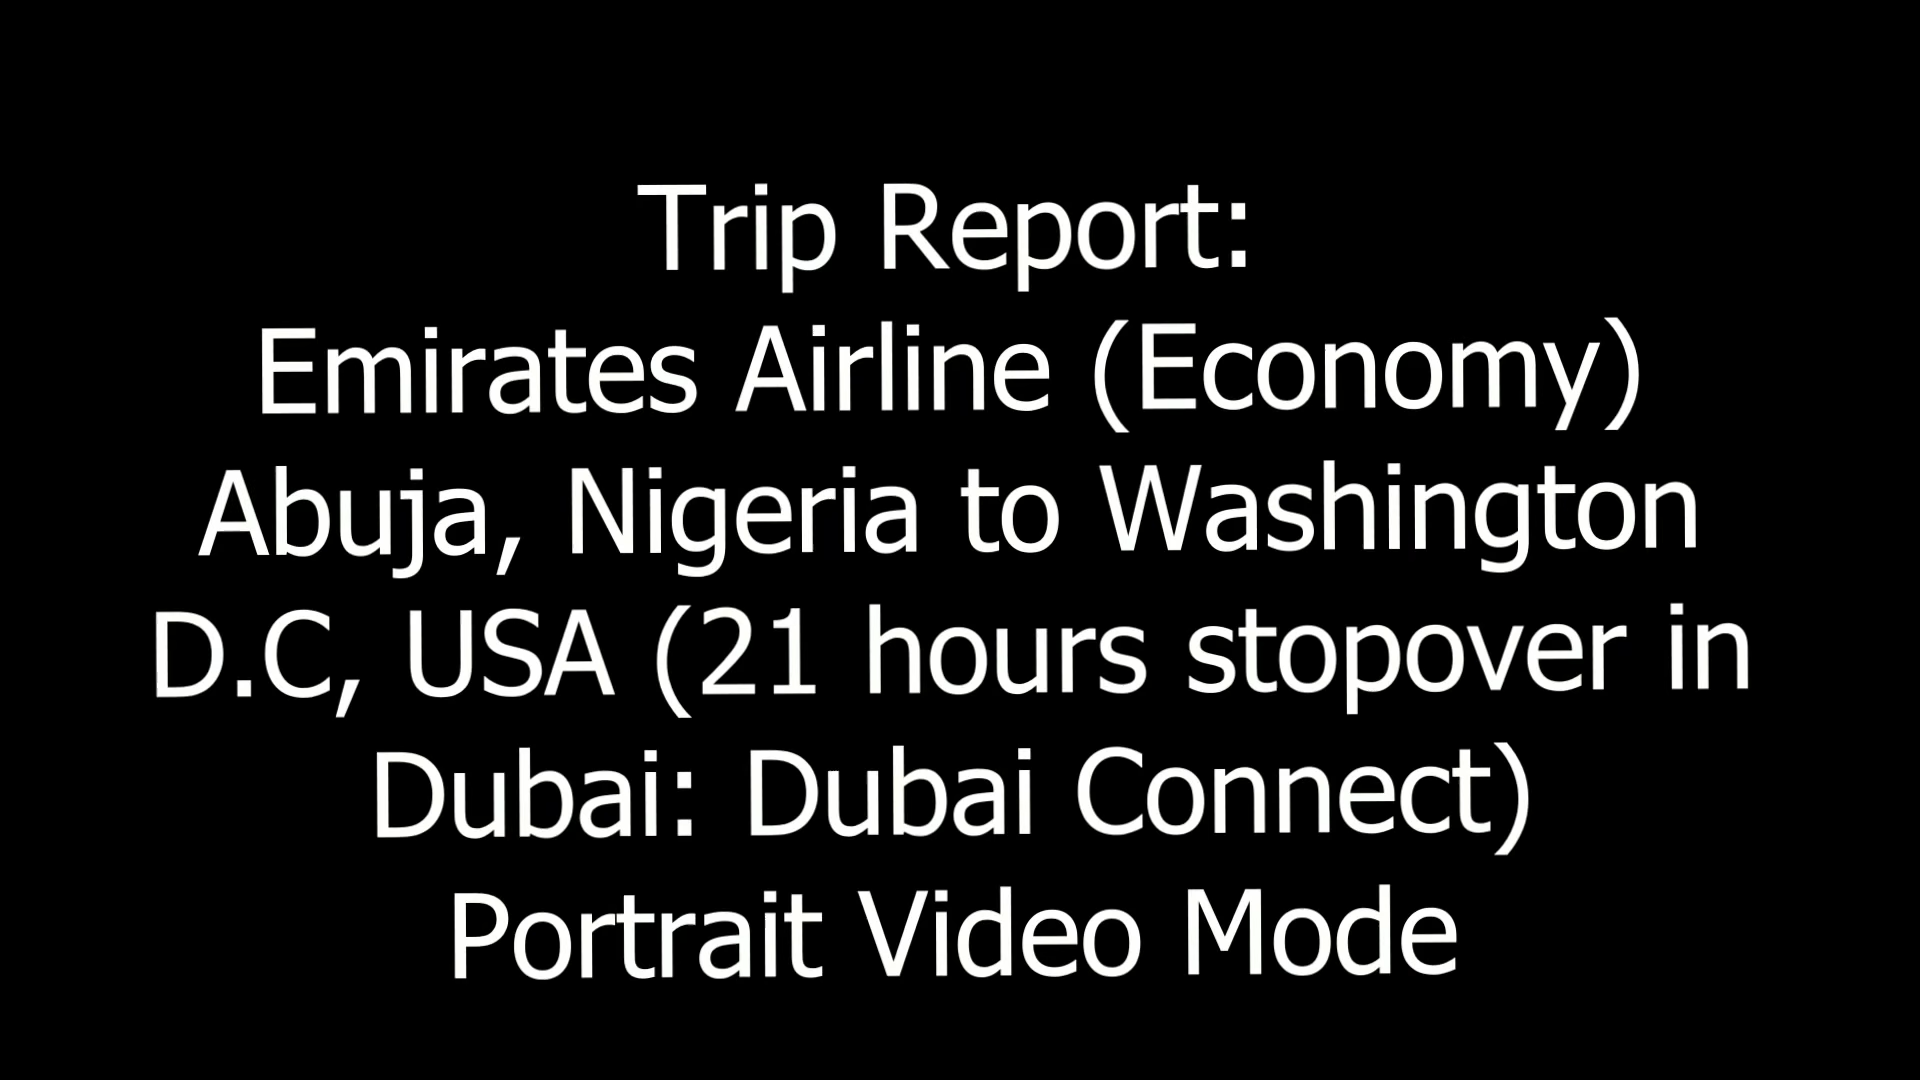 Trip Report:
Emirates Airline (Economy)
Abuja, Nigeria to Washington
D.C, USA (21 hours stopover in
Dubai: Dubai Connect)
Portrait Video Mode